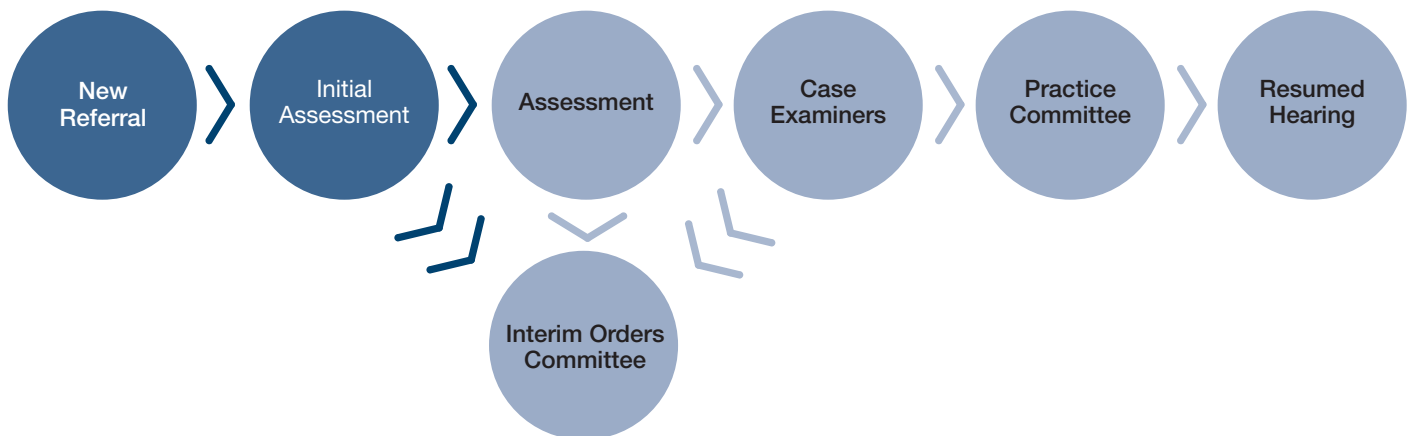 New
Referral
Initial
Assessment
Assessment
Case
Examiners
Practice
Committee
Resumed
Hearing
Interim Orders
Committee